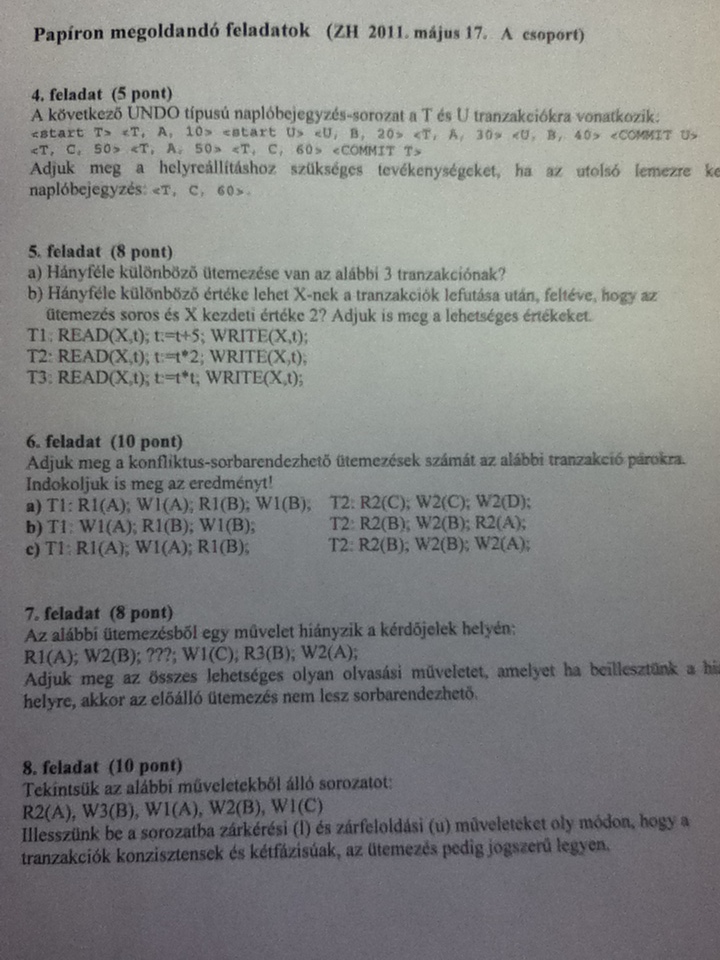 Papíron megoldandó feladatok (ZH 2011. május 17. A csoport)
4. feladat (5 pont)
A következő UNDO típusú naplóbejegyzés-sorozat a T és U tranzakciókra vonatkozik:
<start T> <T, A, 10> <start U> <U, B, 20> <T, A, 30> <U, B, 40> <COMMIT U>
<T, C, 50> <T, A, 50> <T, C, 60> <COMMIT T>
Adjuk meg a helyreállításhoz szükséges tevékenységeket, ha az utolsó lemezre
naplóbejegyzés: <T, C, 60>.
5. feladat (8 pont)
a) Hányféle különböző ütemezése van az alábbi 3 tranzakciónak?
b) Hányféle különböző értéke lehet X-nek a tranzakciók lefutása után, feltéve, hogy az
ütemezés soros és X kezdeti értéke 2? Adjuk is meg a lehetséges értékeket.
T1: READ(X,t); t:=t+5; WRITE(X,t);
T2: READ(X,t); t:=t*2; WRITE(X,t);
T3: READ(X,t); t:=t*t; WRITE(X,t);
6. feladat (10 pont)
Adjuk meg a konfliktus-sorbarendezhető ütemezések számát az alábbi tranzakció párokra.
Indokoljuk is meg az eredményt!
a) T1: R1(A); W1(A); R1(B); W1(B); T2: R2(C); W2(C); W2(D);
b) T1: W1(A); R1(B); W1(B); T2: R2(B); W2(B); R2(A);
c) T1: R1(A); W1(A); R1(B); T2: R2(B); W2(B); W2(A);
7. feladat (8 pont)
Az alábbi ütemezésből egy művelet hiányzik a kérdőjelek helyén:
R1(A); W2(B); ???; W1(C); R3(B); W2(A);
Adjuk meg az összes lehetséges olyan olvasási műveletet, amelyet ha beillesztünk a
helyre, akkor az előálló ütemezés nem lesz sorbarendezhető.
8. feladat (10 pont)
Tekintsük az alábbi műveletekből álló sorozatot:
R2(A), W3(B), W1(A), W2(B), W1(C)
Illesszünk be a sorozatba zárkérési (l) és zárfeloldási (u) műveleteket oly módon, hogy a
tranzakciók konzisztensek és kétfázisúak, az ütemezés pedig jogszerű legyen.